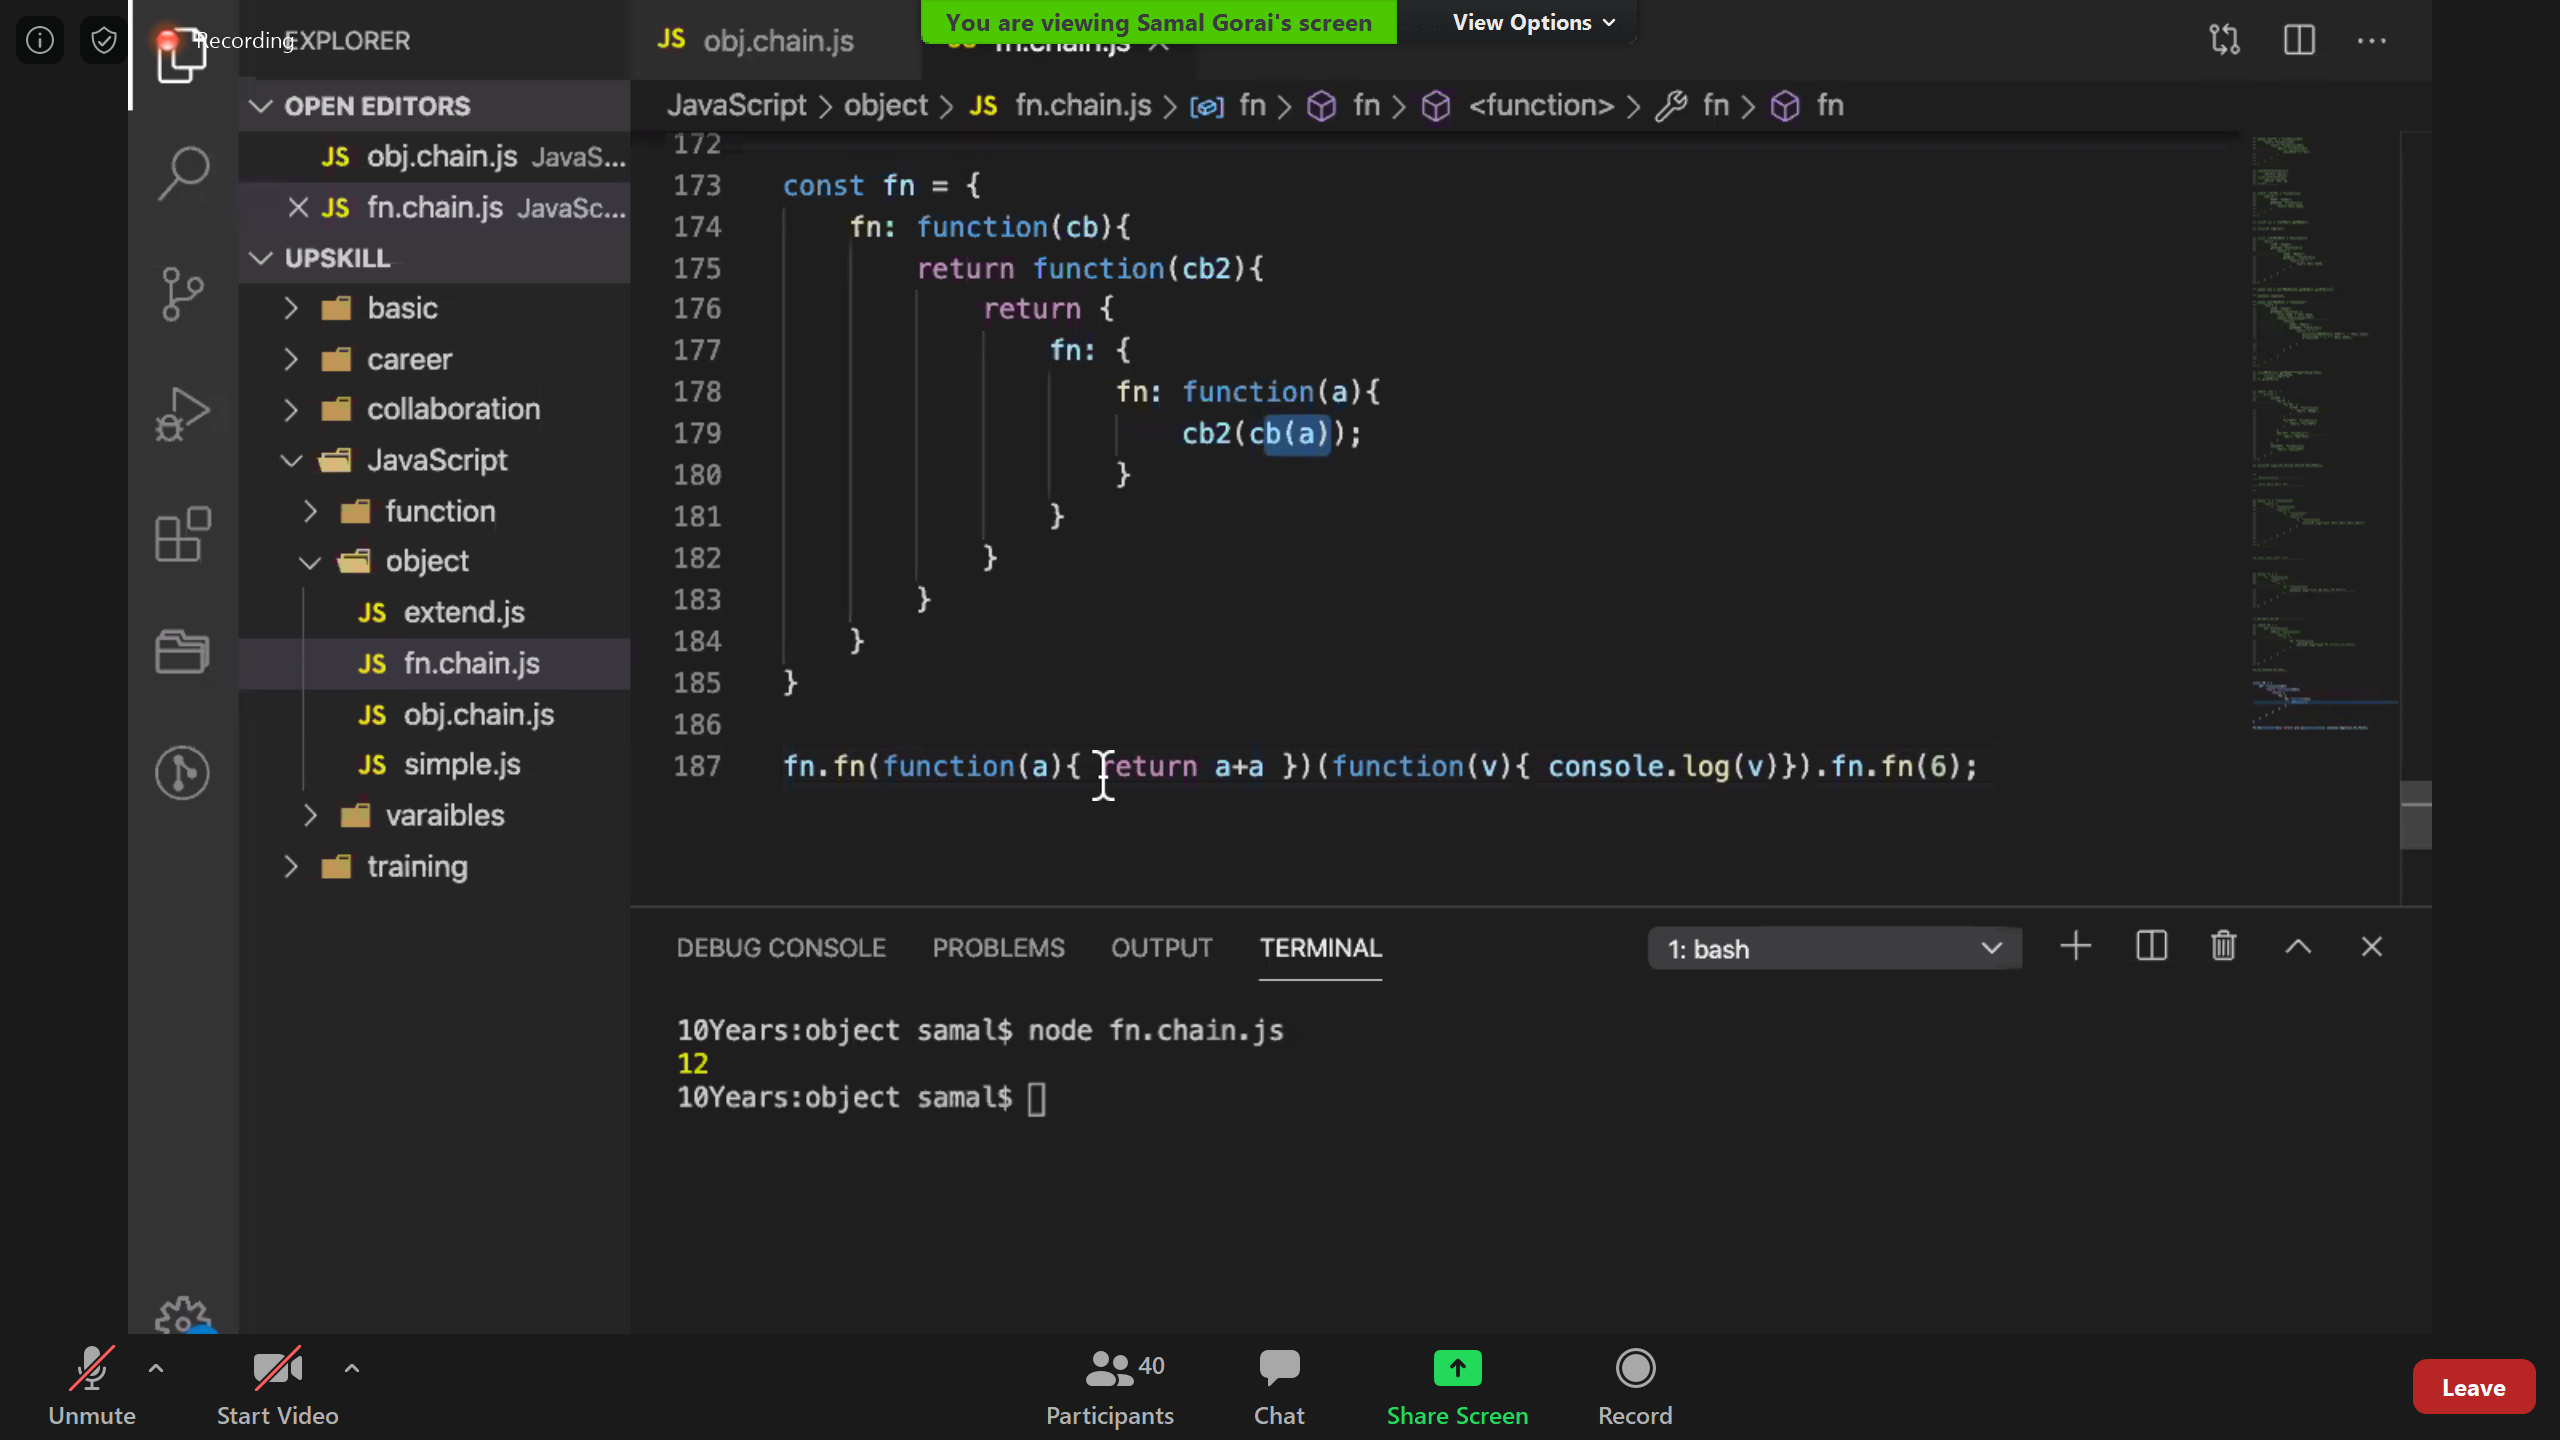 You are viewing Samal Gorai's screen
View Options
Recording
EXPLORER
JS obj.chain.js
JS fn.chain.js
OPEN EDITORS
JS obj.chain.js JavaS...
JS fn.chain.js JavaSc...
UPSKILL
basic
career
collaboration
JavaScript
function
object
JS extend.js
JS fn.chain.js
JS obj.chain.js
JS simple.js
varaibles
training
JavaScript > object > JS fn.chain.js > fn > fn > <function> > fn > fn
172
173 const fn = {
174 fn: function(cb){
175 return function(cb2){
176 return {
177 fn: {
178 fn: function(a){
179 cb2(cb(a));
180 }
181 }
182 }
183 }
184 }
185 }
186
187 fn.fn(function(a){ return a+a })(function(v){ console.log(v)}).fn.fn(6);
DEBUG CONSOLE
PROBLEMS
OUTPUT
TERMINAL
1: bash
10Years:object samal$ node fn.chain.js
12
10Years:object samal$
Unmute
Start Video
40
Participants
Chat
Share Screen
Record
Leave